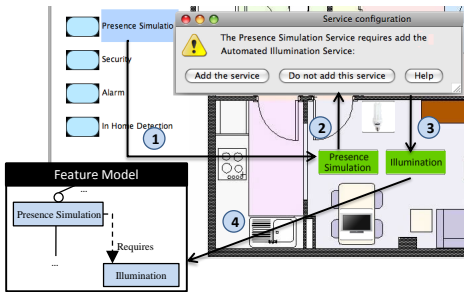 Presence Simulatio
Security
Alarm
In Home Detection
Service configuration
The Presence Simulation Service requires add the
Automated Illumination Service:
Add the service
Do not add this service
Help
1
2
3
Presence
Simulation
Illumination
4
Feature Model
...
Presence Simulation
Requires
...
Illumination